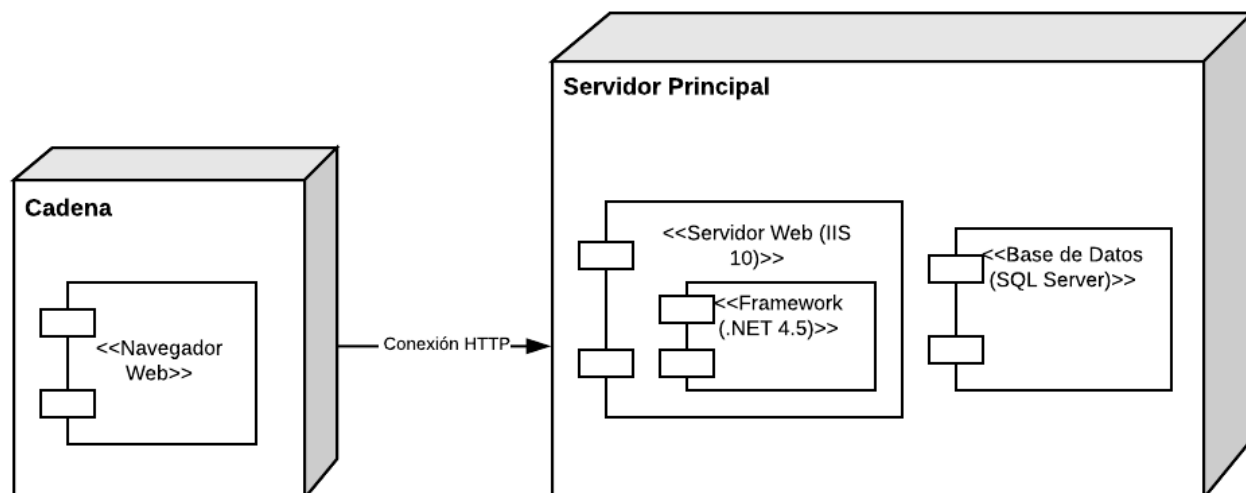 Servidor Principal
Cadena
<<Servidor Web (IIS
10)>>
<<Base de Datos
(SQL Server)>>
<<Framework
(.NET 4.5)>>
<<Navegador
Web>>
Conexión HTTP